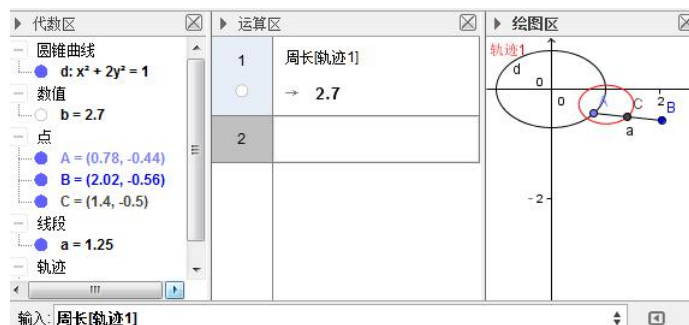 代数区
圆锥曲线
d: x² + 2y² = 1
数值
b = 2.7
点
A = (0.78, -0.44)
B = (2.02, -0.56)
C = (1.4, -0.5)
线段
a = 1.25
轨迹
运算区
1
周长[轨迹1]
→ 2.7
2
绘图区
轨迹1
d
0
0
A
C
2
B
a
-2
输入: 周长[轨迹1]